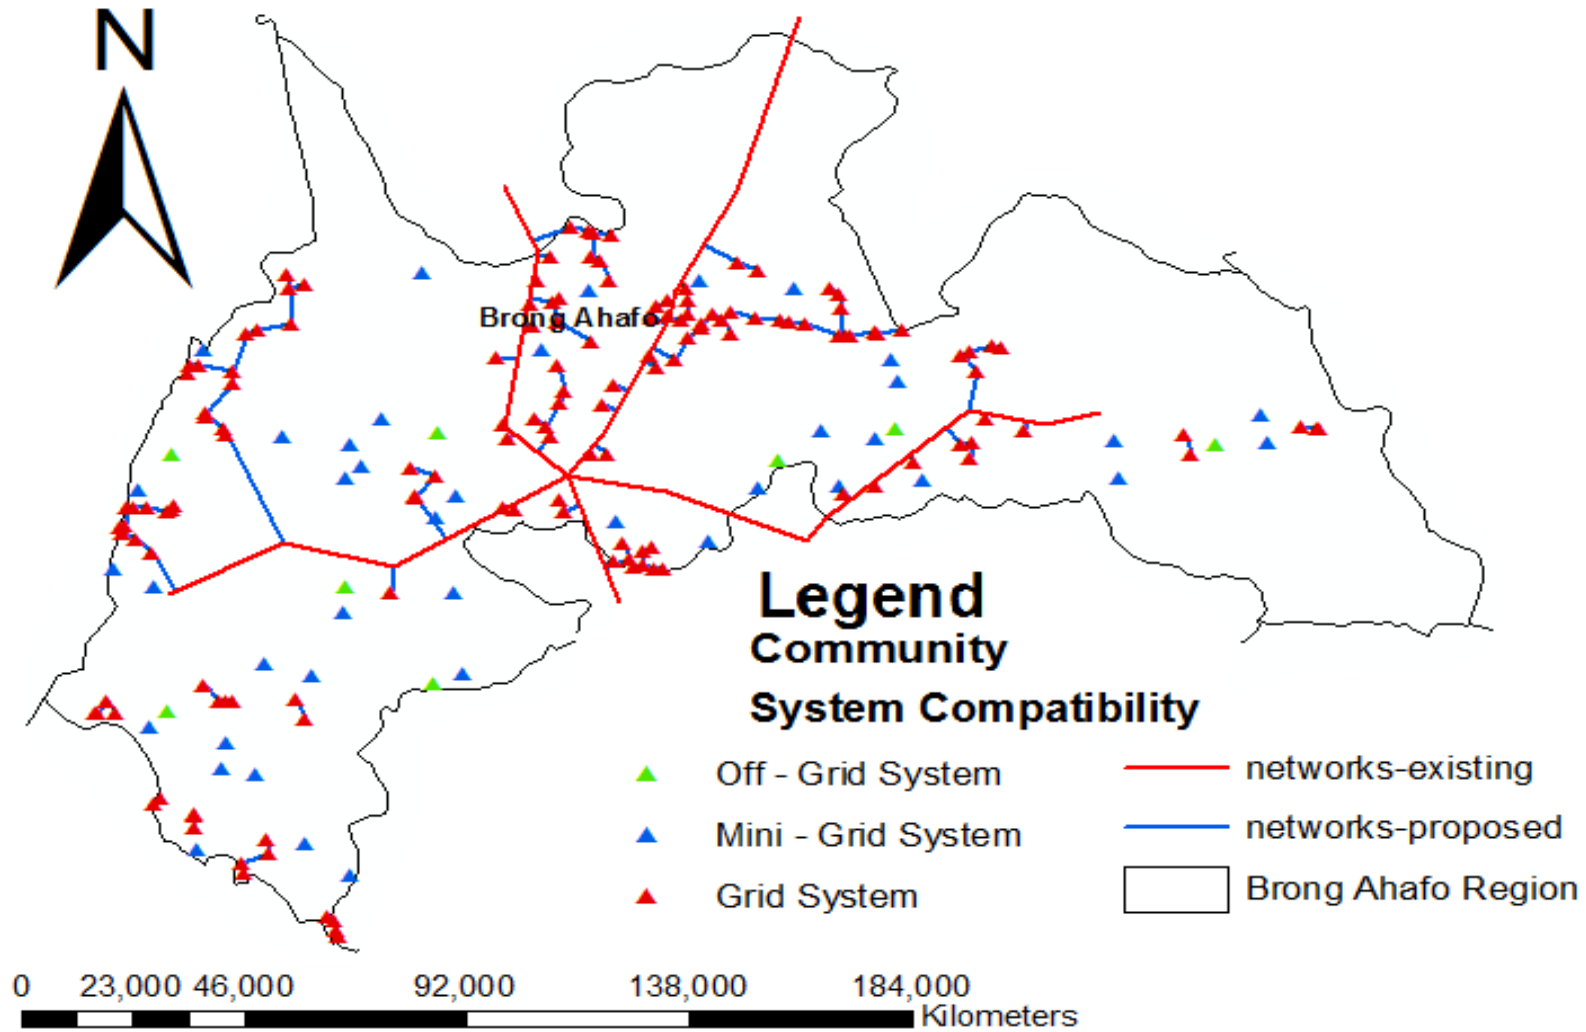 N
Brong Ahafo
Legend
Community
System Compatibility
Off - Grid System
Mini - Grid System
Grid System
networks-existing
networks-proposed
Brong Ahafo Region
0 23,000 46,000 92,000 138,000 184,000
Kilometers